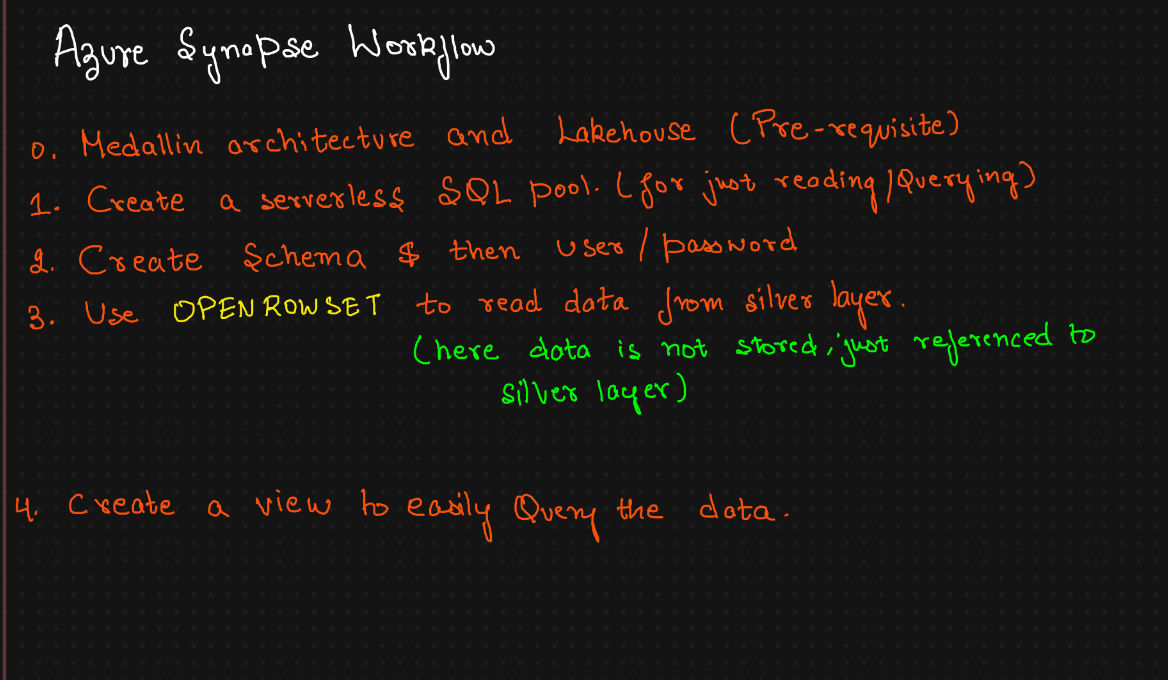 Azure Synapse Workflow
0. Medallin architecture and Lakehouse (Pre-requisite)
1. Create a serverless SQL pool. (for just reading/Querying)
2. Create Schema $ then user/password
3. Use OPENROWSET to read data from silver layer.
(here data is not stored, just referenced to
silver layer)
4. Create a view to easily Query the data.